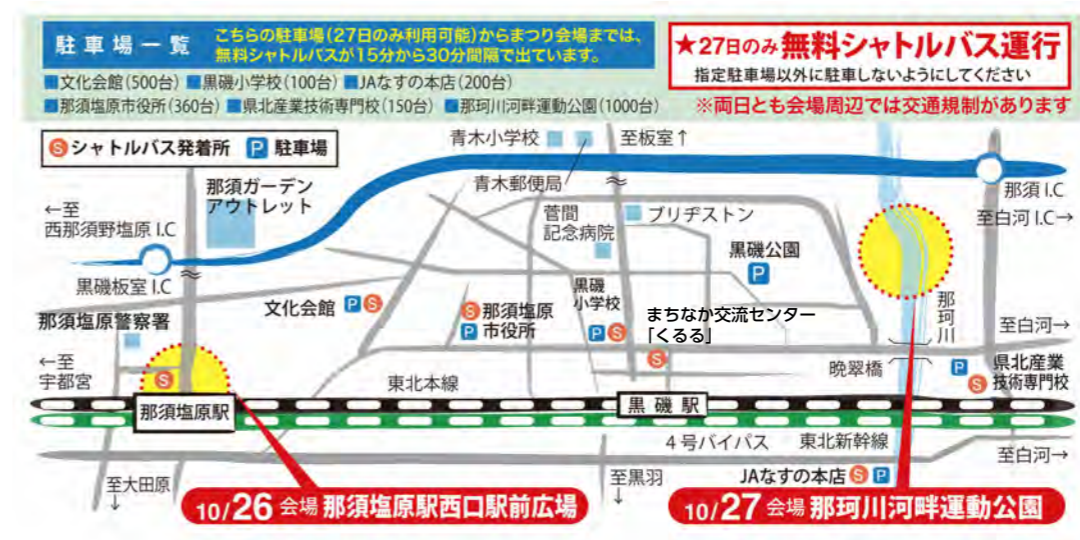 駐車場一覧
こちらの駐車場(27日のみ利用可能)からまつり会場までは、
無料シャトルバスが15分から30分間隔で出ています。
■文化会館(500台) ■黒磯小学校(100台) ■JAなすの本店(200台)
■那須塩原市役所(360台) ■県北産業技術専門校(150台) ■那珂川河畔運動公園(1000台)
★27日のみ無料シャトルバス運行
指定駐車場以外に駐車しないようにしてください
※両日とも会場周辺では交通規制があります
S シャトルバス発着所 P 駐車場
青木小学校
至板室↑
青木郵便局
那須ガーデン
アウトレット
←至
西那須野塩原 I.C
黒磯板室 I.C
那須 I.C
至白河 I.C→
菅間
記念病院
ブリヂストン
黒磯公園
P
那須塩原警察署
文化会館 P S
S 那須塩原
P 市役所
黒磯
小学校
P S
まちなか交流センター
「くるる」
S
那珂川
至白河→
晩翠橋
P 県北産業
S 技術専門校
←至
宇都宮
S
東北本線
那須塩原駅
黒磯駅
4号バイパス
東北新幹線
至白河→
至大田原
↓
至黒羽
↓
JAなすの本店 S P
10/26 会場 那須塩原駅西口駅前広場
10/27 会場 那珂川河畔運動公園